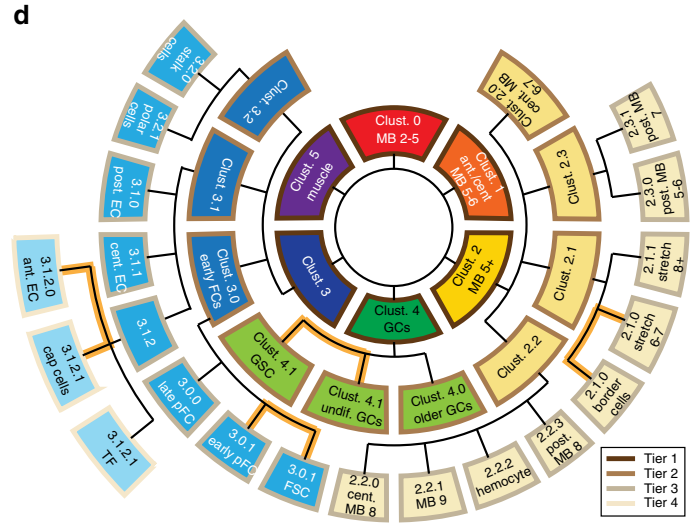 d
Clust. 0
MB 2-5
Clust. 1
ant./cent
MB 5-6
Clust. 2
MB 5+
Clust. 4
GCs
Clust. 3
Clust. 5
muscle
Clust. 2.0
cent. MB
6-7
Clust. 2.3
Clust. 2.1
Clust. 2.2
Clust. 4.0
older GCs
Clust. 4.1
undif. GCs
Clust. 4.1
GSC
Clust. 3.0
early FCs
Clust. 3.1
Clust. 3.2
2.3.1
post. MB
7
2.3.0
post. MB
5-6
2.1.1
stretch
8+
2.1.0
stretch
6-7
2.1.0
border
cells
2.2.3
post.
MB 8
2.2.2
hemocyte
2.2.1
MB 9
2.2.0
cent.
MB 8
3.0.1
FSC
3.0.1
early pFC
3.0.0
late pFC
3.1.2
3.1.1
cent. EC
3.1.0
post. EC
3.2.1
polar
cells
3.2.0
stalk
cells
3.1.2.0
ant. EC
3.1.2.1
cap cells
3.1.2.1
TF
Tier 1
Tier 2
Tier 3
Tier 4